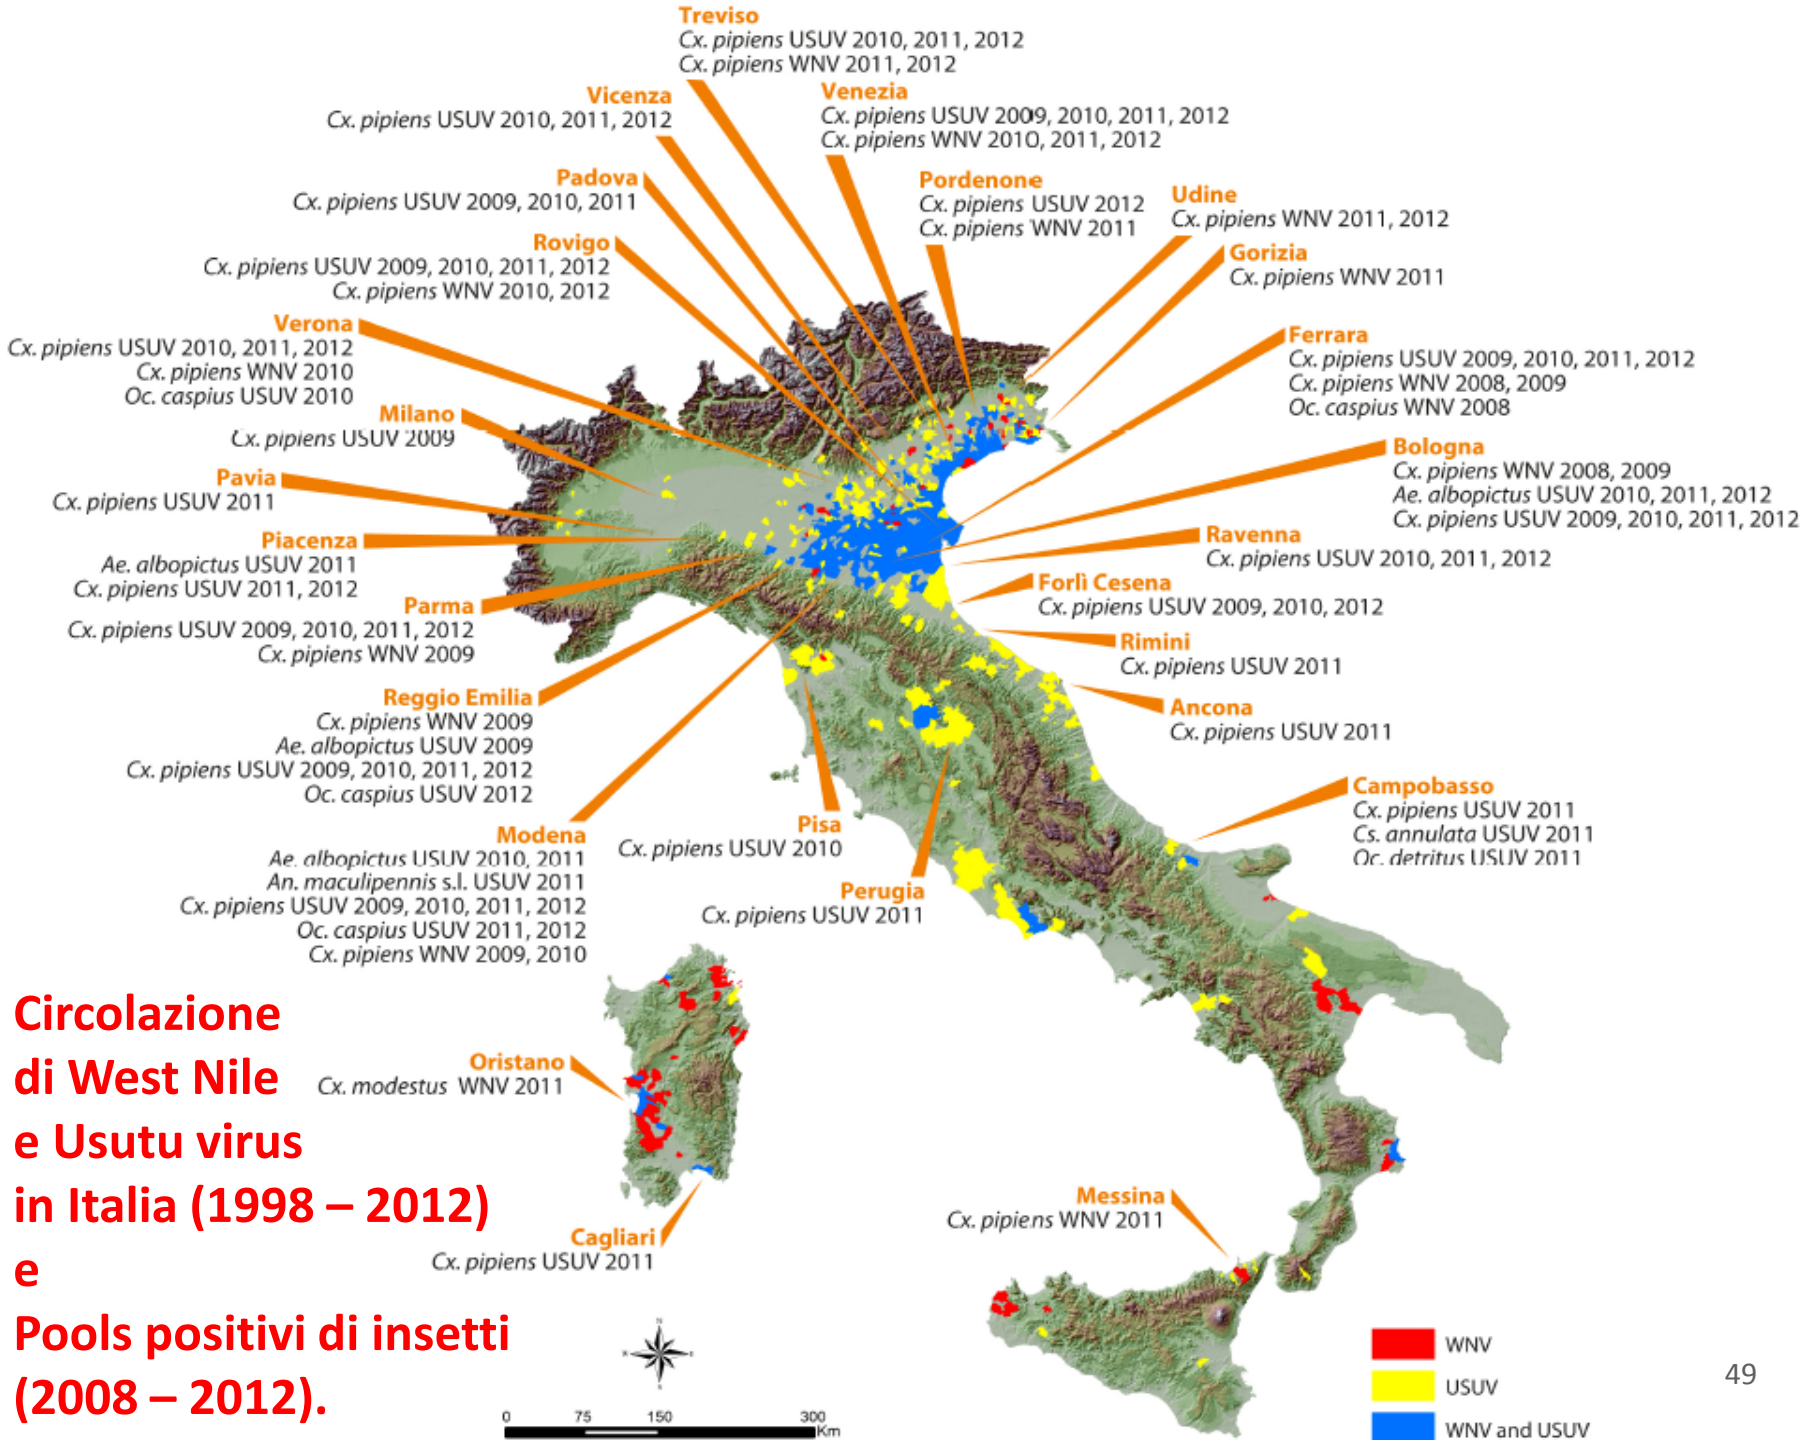 Treviso
Cx. pipiens USUV 2010, 2011, 2012
Cx. pipiens WNV 2011, 2012
Vicenza
Cx. pipiens USUV 2010, 2011, 2012
Venezia
Cx. pipiens USUV 2009, 2010, 2011, 2012
Cx. pipiens WNV 2010, 2011, 2012
Padova
Cx. pipiens USUV 2009, 2010, 2011
Pordenone
Cx. pipiens USUV 2012
Cx. pipiens WNV 2011
Udine
Cx. pipiens WNV 2011, 2012
Rovigo
Cx. pipiens USUV 2009, 2010, 2011, 2012
Cx. pipiens WNV 2010, 2012
Gorizia
Cx. pipiens WNV 2011
Verona
Cx. pipiens USUV 2010, 2011, 2012
Cx. pipiens WNV 2010
Oc. caspius USUV 2010
Ferrara
Cx. pipiens USUV 2009, 2010, 2011, 2012
Cx. pipiens WNV 2008, 2009
Oc. caspius WNV 2008
Milano
Cx. pipiens USUV 2009
Bologna
Cx. pipiens WNV 2008, 2009
Ae. albopictus USUV 2010, 2011, 2012
Cx. pipiens USUV 2009, 2010, 2011, 2012
Pavia
Cx. pipiens USUV 2011
Piacenza
Ae. albopictus USUV 2011
Cx. pipiens USUV 2011, 2012
Ravenna
Cx. pipiens USUV 2010, 2011, 2012
Forlì Cesena
Cx. pipiens USUV 2009, 2010, 2012
Parma
Cx. pipiens USUV 2009, 2010, 2011, 2012
Cx. pipiens WNV 2009
Rimini
Cx. pipiens USUV 2011
Reggio Emilia
Cx. pipiens WNV 2009
Ae. albopictus USUV 2009
Cx. pipiens USUV 2009, 2010, 2011, 2012
Oc. caspius USUV 2012
Ancona
Cx. pipiens USUV 2011
Campobasso
Cx. pipiens USUV 2011
Cs. annulata USUV 2011
Oc. detritus USUV 2011
Modena
Ae. albopictus USUV 2010, 2011
An. maculipennis s.l. USUV 2011
Cx. pipiens USUV 2009, 2010, 2011, 2012
Oc. caspius USUV 2011, 2012
Cx. pipiens WNV 2009, 2010
Pisa
Cx. pipiens USUV 2010
Perugia
Cx. pipiens USUV 2011
Circolazione
di West Nile
e Usutu virus
in Italia (1998 – 2012)
e
Pools positivi di insetti
(2008 – 2012).
Oristano
Cx. modestus WNV 2011
Cagliari
Cx. pipiens USUV 2011
Messina
Cx. pipiens WNV 2011
0 75 150 300
Km
WNV
USUV
WNV and USUV
49